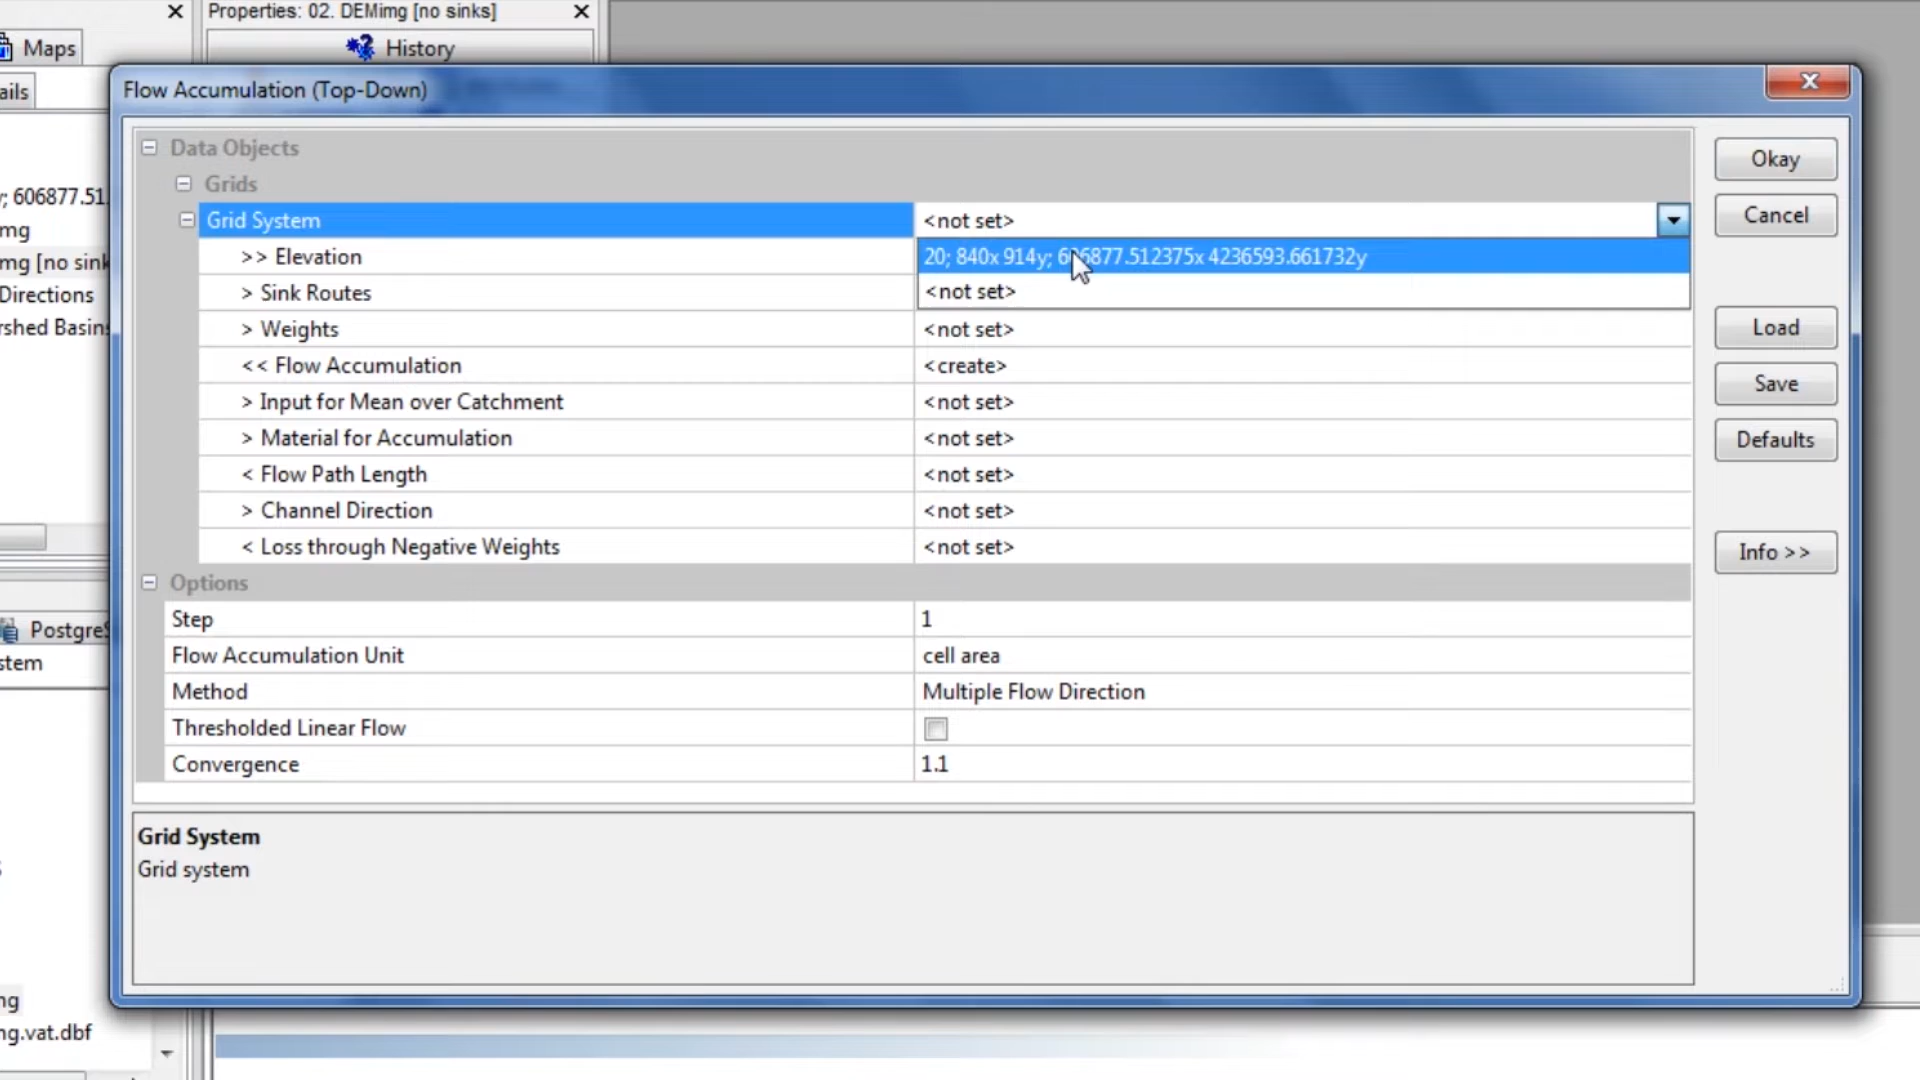 Properties: 02. DEMimg [no sinks]
Maps
History
ails
Flow Accumulation (Top-Down)
Data Objects
Grids
Grid System <not set>
20; 840x 914y; 606877.512375x 4236593.661732y
<not set>
>> Elevation
> Sink Routes
> Weights <not set>
<< Flow Accumulation <create>
> Input for Mean over Catchment <not set>
> Material for Accumulation <not set>
< Flow Path Length <not set>
> Channel Direction <not set>
< Loss through Negative Weights <not set>
Options
Step 1
Flow Accumulation Unit cell area
Method Multiple Flow Direction
Thresholded Linear Flow
Convergence 1.1
Grid System
Grid system
Okay
Cancel
Load
Save
Defaults
Info >>
; 606877.51
mg
mg [no sink
Directions
rshed Basin
PostgreS
stem
ng
ng.vat.dbf